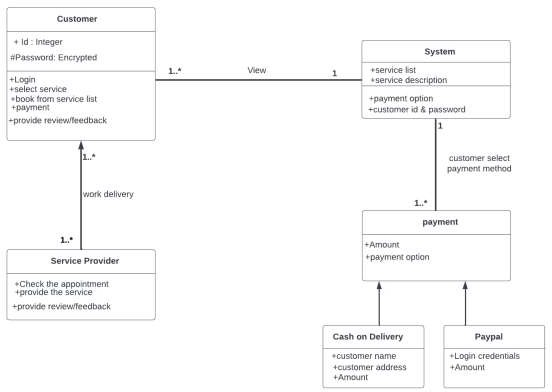 Customer
+ Id : Integer
#Password: Encrypted
+Login
+select service
+book from service list
+payment
+provide review/feedback
1..*
View
1
System
+service list
+service description
+payment option
+customer id & password
1
customer select
payment method
1..*
1..*
work delivery
1..*
Service Provider
+Check the appointment
+provide the service
+provide review/feedback
payment
+Amount
+payment option
Cash on Delivery
+customer name
+customer address
+Amount
Paypal
+Login credentials
+Amount